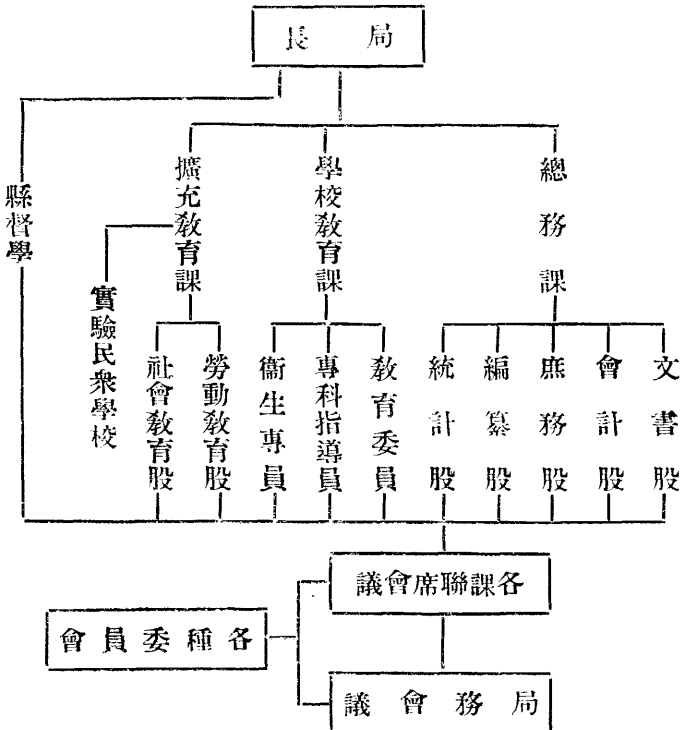 局長
總務課
學校教育課
擴充教育課
縣督學
實驗民衆學校
文書股
會計股
庶務股
編纂股
統計股
教育委員
專科指導員
衞生專員
勞動教育股
社會教育股
各課聯席會議
各種委員會
局務會議